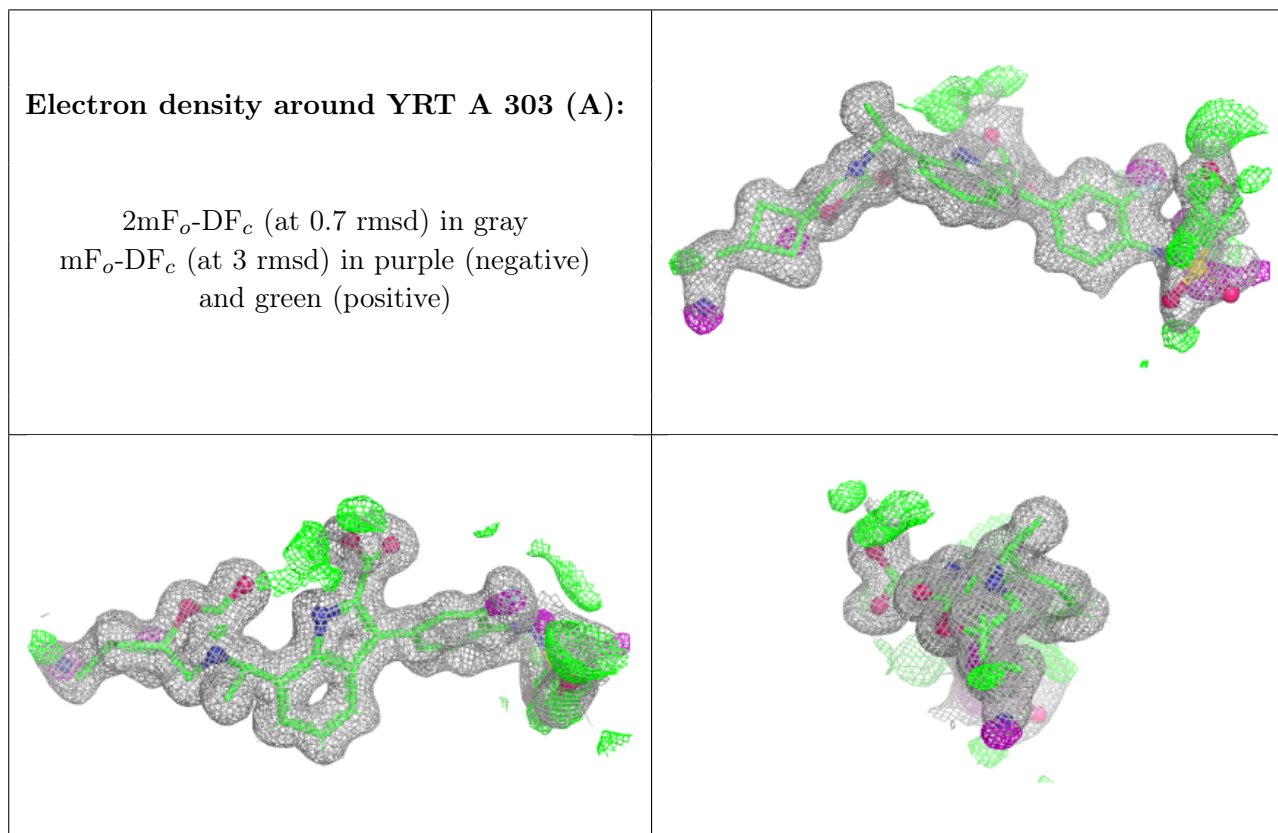 Electron density around YRT A 303 (A):
2mFₒ-DF𝒸 (at 0.7 rmsd) in gray
mFₒ-DF𝒸 (at 3 rmsd) in purple (negative)
and green (positive)